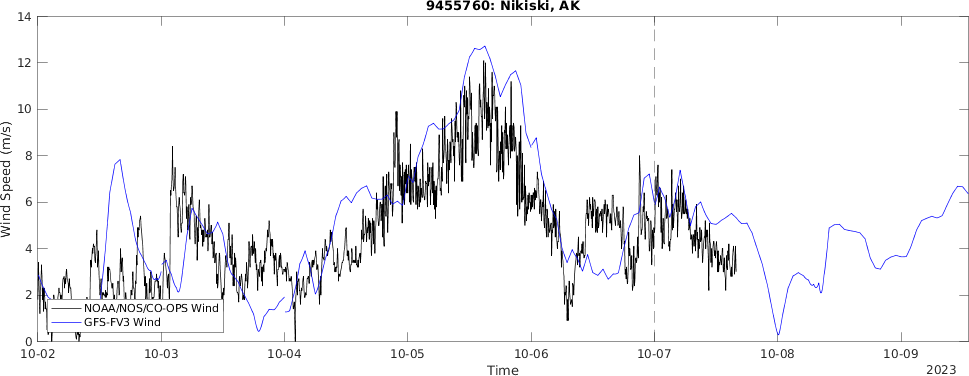 9455760: Nikiski, AK
14
12
10
8
6
4
2
0
Wind Speed (m/s)
NOAA/NOS/CO-OPS Wind
GFS-FV3 Wind
10-02 10-03 10-04 10-05 10-06 10-07 10-08 10-09
Time
2023